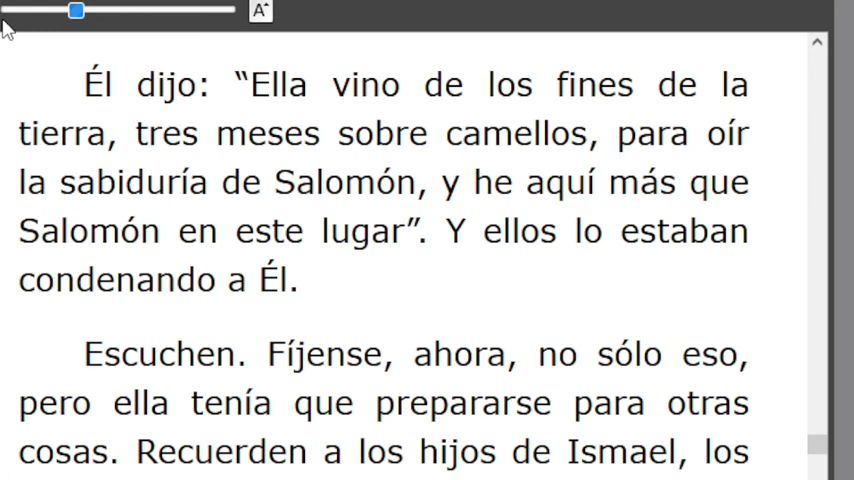 A
Él dijo: “Ella vino de los fines de la
tierra, tres meses sobre camellos, para oír
la sabiduría de Salomón, y he aquí más que
Salomón en este lugar”. Y ellos lo estaban
condenando a Él.
Escuchen. Fíjense, ahora, no sólo eso,
pero ella tenía que prepararse para otras
cosas. Recuerden a los hijos de Ismael, los